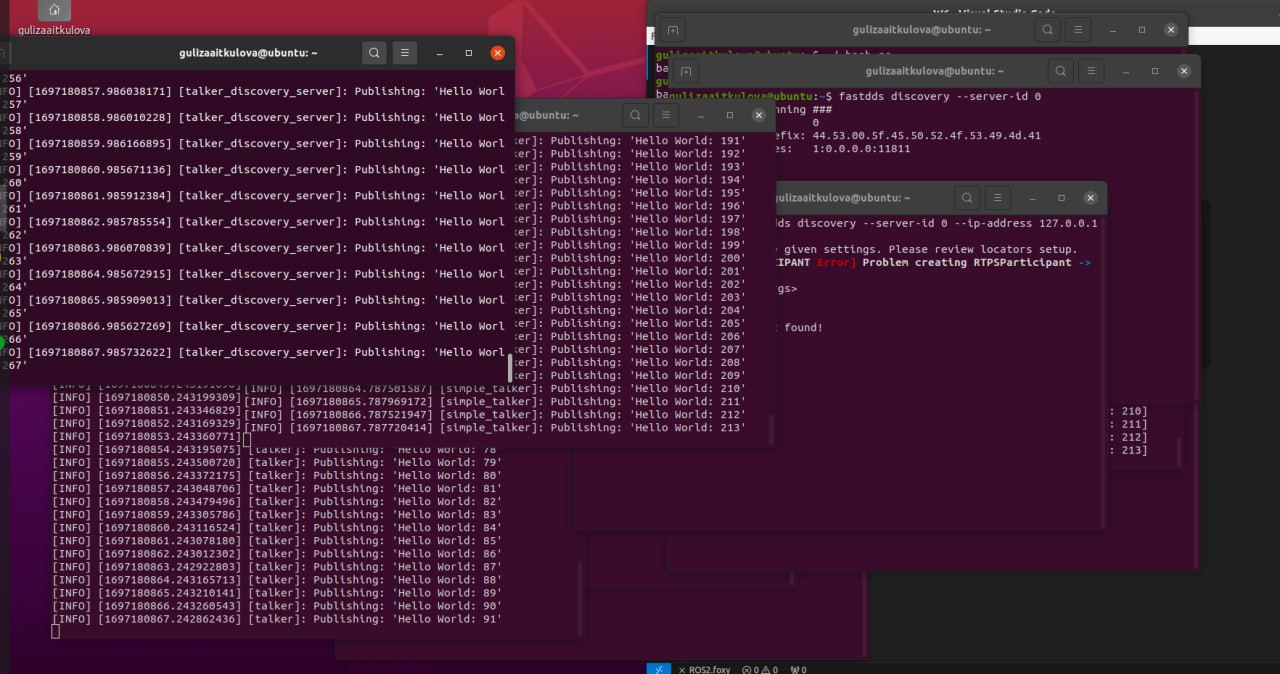 gulizaaitkulova
gulizaaitkulova@ubuntu: ~
256'
[1697180857.986038171] [talker_discovery_server]: Publishing: 'Hello Worl
257'
[1697180858.986010228] [talker_discovery_server]: Publishing: 'Hello Worl
258'
[1697180859.986166895] [talker_discovery_server]: Publishing: 'Hello Worl
259'
[1697180860.985671136] [talker_discovery_server]: Publishing: 'Hello Worl
260'
[1697180861.985912384] [talker_discovery_server]: Publishing: 'Hello Worl
261'
[1697180862.985785554] [talker_discovery_server]: Publishing: 'Hello Worl
262'
[1697180863.986070839] [talker_discovery_server]: Publishing: 'Hello Worl
263'
[1697180864.985672915] [talker_discovery_server]: Publishing: 'Hello Worl
264'
[1697180865.985909013] [talker_discovery_server]: Publishing: 'Hello Worl
265'
[1697180866.985627269] [talker_discovery_server]: Publishing: 'Hello Worl
266'
[1697180867.985732622] [talker_discovery_server]: Publishing: 'Hello Worl
267'
a@ubuntu: ~
ker]: Publishing: 'Hello World: 191'
ker]: Publishing: 'Hello World: 192'
ker]: Publishing: 'Hello World: 193'
ker]: Publishing: 'Hello World: 194'
ker]: Publishing: 'Hello World: 195'
ker]: Publishing: 'Hello World: 196'
ker]: Publishing: 'Hello World: 197'
ker]: Publishing: 'Hello World: 198'
ker]: Publishing: 'Hello World: 199'
ker]: Publishing: 'Hello World: 200'
ker]: Publishing: 'Hello World: 201'
ker]: Publishing: 'Hello World: 202'
ker]: Publishing: 'Hello World: 203'
ker]: Publishing: 'Hello World: 204'
ker]: Publishing: 'Hello World: 205'
ker]: Publishing: 'Hello World: 206'
ker]: Publishing: 'Hello World: 207'
ker]: Publishing: 'Hello World: 208'
ker]: Publishing: 'Hello World: 209'
[INFO] [1697180864.787501587] [simple_talker]: Publishing: 'Hello World: 210'
[INFO] [1697180865.787969172] [simple_talker]: Publishing: 'Hello World: 211'
[INFO] [1697180866.787521947] [simple_talker]: Publishing: 'Hello World: 212'
[INFO] [1697180867.787720414] [simple_talker]: Publishing: 'Hello World: 213'
[INFO] [1697180850.243199309]
[INFO] [1697180851.243346829]
[INFO] [1697180852.243169329]
[INFO] [1697180853.243360771]
[INFO] [1697180854.243195075] [talker]: Publishing: 'Hello World: 78'
[INFO] [1697180855.243500720] [talker]: Publishing: 'Hello World: 79'
[INFO] [1697180856.243372175] [talker]: Publishing: 'Hello World: 80'
[INFO] [1697180857.243048706] [talker]: Publishing: 'Hello World: 81'
[INFO] [1697180858.243479496] [talker]: Publishing: 'Hello World: 82'
[INFO] [1697180859.243305786] [talker]: Publishing: 'Hello World: 83'
[INFO] [1697180860.243116524] [talker]: Publishing: 'Hello World: 84'
[INFO] [1697180861.243078180] [talker]: Publishing: 'Hello World: 85'
[INFO] [1697180862.243012302] [talker]: Publishing: 'Hello World: 86'
[INFO] [1697180863.242922803] [talker]: Publishing: 'Hello World: 87'
[INFO] [1697180864.243165713] [talker]: Publishing: 'Hello World: 88'
[INFO] [1697180865.243210141] [talker]: Publishing: 'Hello World: 89'
[INFO] [1697180866.243260543] [talker]: Publishing: 'Hello World: 90'
[INFO] [1697180867.242862436] [talker]: Publishing: 'Hello World: 91'
gulizaaitkulova@ubuntu: ~
gulizaaitkulova@ubuntu: ~
gulizaaitkulova@ubuntu:~$ fastdds discovery --server-id 0
nning ###
0
efix: 44.53.00.5f.45.50.52.4f.53.49.4d.41
es: 1:0.0.0.0:11811
gulizaaitkulova@ubuntu: ~
ds discovery --server-id 0 --ip-address 127.0.0.1
given settings. Please review locators setup.
CIPANT Error] Problem creating RTPSParticipant ->
gs>
found!
: 210]
: 211]
: 212]
: 213]
ROS2.foxy 0 0 0